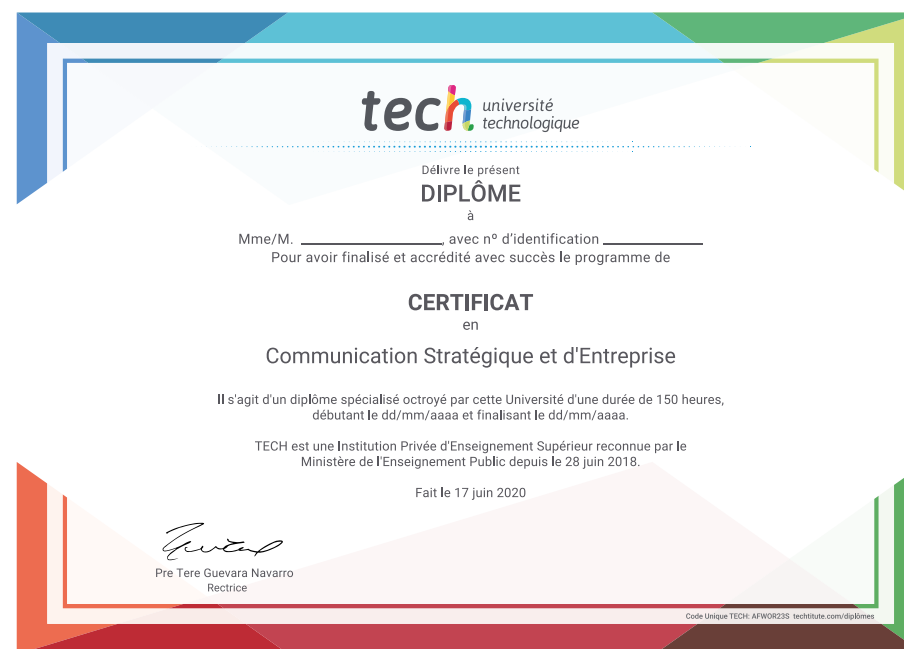 tech université
technologique
Délivre le présent
DIPLÔME
à
Mme/M. ____________________, avec nº d'identification ______________
Pour avoir finalisé et accrédité avec succès le programme de
CERTIFICAT
en
Communication Stratégique et d'Entreprise
Il s'agit d'un diplôme spécialisé octroyé par cette Université d'une durée de 150 heures,
débutant le dd/mm/aaaa et finalisant le dd/mm/aaaa.
TECH est une Institution Privée d'Enseignement Supérieur reconnue par le
Ministère de l'Enseignement Public depuis le 28 juin 2018.
Fait le 17 juin 2020
Pre Tere Guevara Navarro
Rectrice
Code Unique TECH: AFWOR23S techtitute.com/diplômes